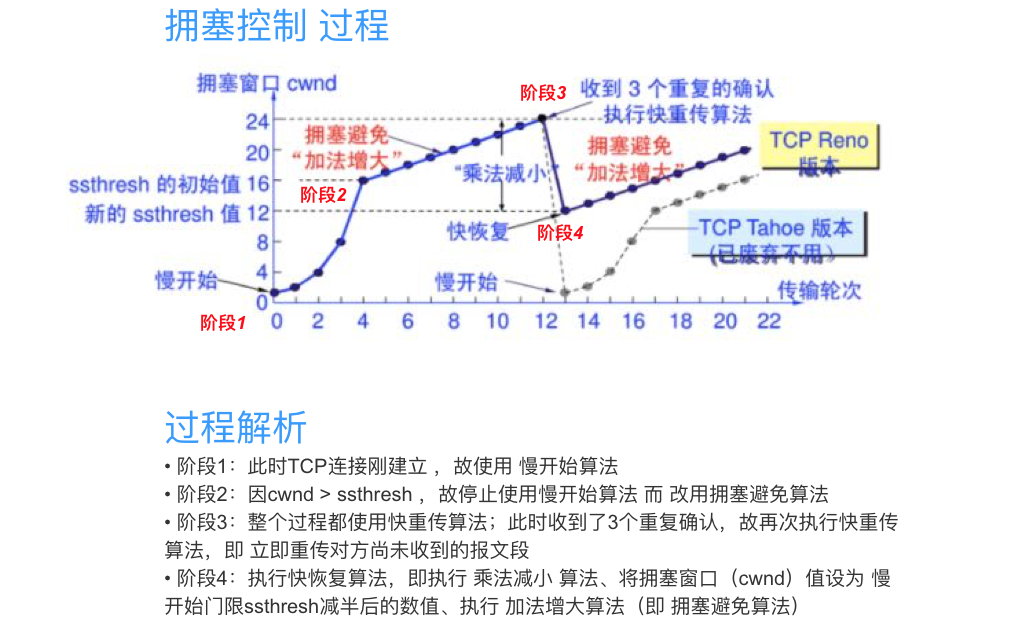 拥塞控制 过程
拥塞窗口 cwnd
阶段3
收到 3 个重复的确认
执行快重传算法
24
拥塞避免
“加法增大”
拥塞避免
“加法增大”
TCP Reno
版本
20
“乘法减小”
ssthresh 的初始值 16
阶段2
新的 ssthresh 值 12
快恢复
阶段4
TCP Tahoe 版本
(已废弃不用)
8
慢开始
慢开始
4
传输轮次
0
阶段1
0 2 4 6 8 10 12 14 16 18 20 22
过程解析
• 阶段1：此时TCP连接刚建立 ，故使用 慢开始算法
• 阶段2：因cwnd > ssthresh ，故停止使用慢开始算法 而 改用拥塞避免算法
• 阶段3：整个过程都使用快重传算法；此时收到了3个重复确认，故再次执行快重传
算法，即 立即重传对方尚未收到的报文段
• 阶段4：执行快恢复算法，即执行 乘法减小 算法、将拥塞窗口（cwnd）值设为 慢
开始门限ssthresh减半后的数值、执行 加法增大算法（即 拥塞避免算法）